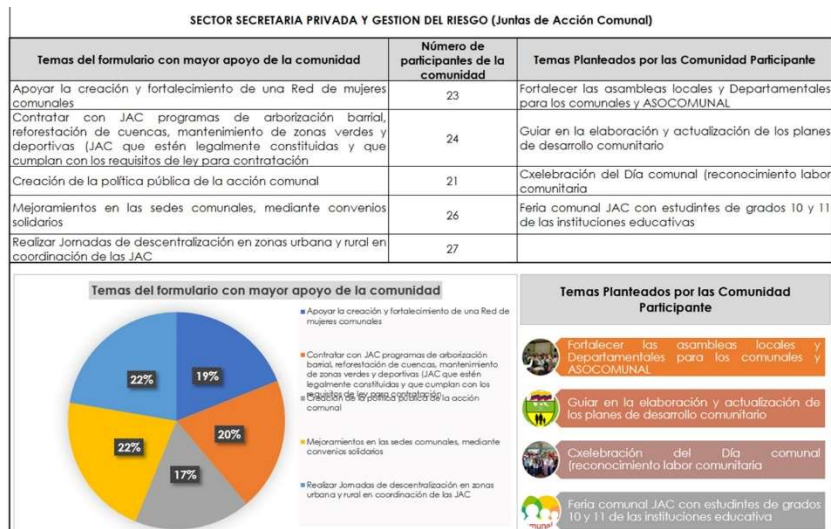 SECTOR SECRETARIA PRIVADA Y GESTION DEL RIESGO (Juntas de Acción Comunal)
Temas del formulario con mayor apoyo de la comunidad
Número de
participantes de la
comunidad
Temas Planteados por las Comunidad Participante
Apoyar la creación y fortalecimiento de una Red de mujeres
comunales
23
Fortalecer las asambleas locales y Departamentales
para los comunales y ASOCOMUNAL
Contratar con JAC programas de arborización barrial,
reforestación de cuencas, mantenimiento de zonas verdes y
deportivas (JAC que estén legalmente constituidas y que
cumplan con los requisitos de ley para contratación
24
Guiar en la elaboración y actualización de los planes
de desarrollo comunitario
Creación de la política pública de la acción comunal
21
Cxelebración del Día comunal (reconocimiento labor
comunitaria
Mejoramientos en las sedes comunales, mediante convenios
solidarios
26
Feria comunal JAC con estudintes de grados 10 y 11
de las instituciones educativas
Realizar Jornadas de descentralización en zonas urbana y rural en
coordinación de las JAC
27
Temas del formulario con mayor apoyo de la comunidad
22%
19%
22%
20%
17%
Apoyar la creación y fortalecimiento de una Red de
mujeres comunales
Contratar con JAC programas de arborización
barrial, reforestación de cuencas, mantenimiento
de zonas verdes y deportivas (JAC que estén
legalmente constituidas y que cumplan con los
requisitos de ley para contratación
Creación de la política pública de la acción
comunal
Mejoramientos en las sedes comunales, mediante
convenios solidarios
Realizar Jornadas de descentralización en zonas
urbana y rural en coordinación de las JAC
Temas Planteados por las Comunidad
Participante
Fortalecer las asambleas locales y
Departamentales para los comunales y
ASOCOMUNAL
Guiar en la elaboración y actualización de
los planes de desarrollo comunitario
Cxelebración del Día comunal
(reconocimiento labor comunitaria
Feria comunal JAC con estudintes de grados
10 y 11 de las instituciones educativa